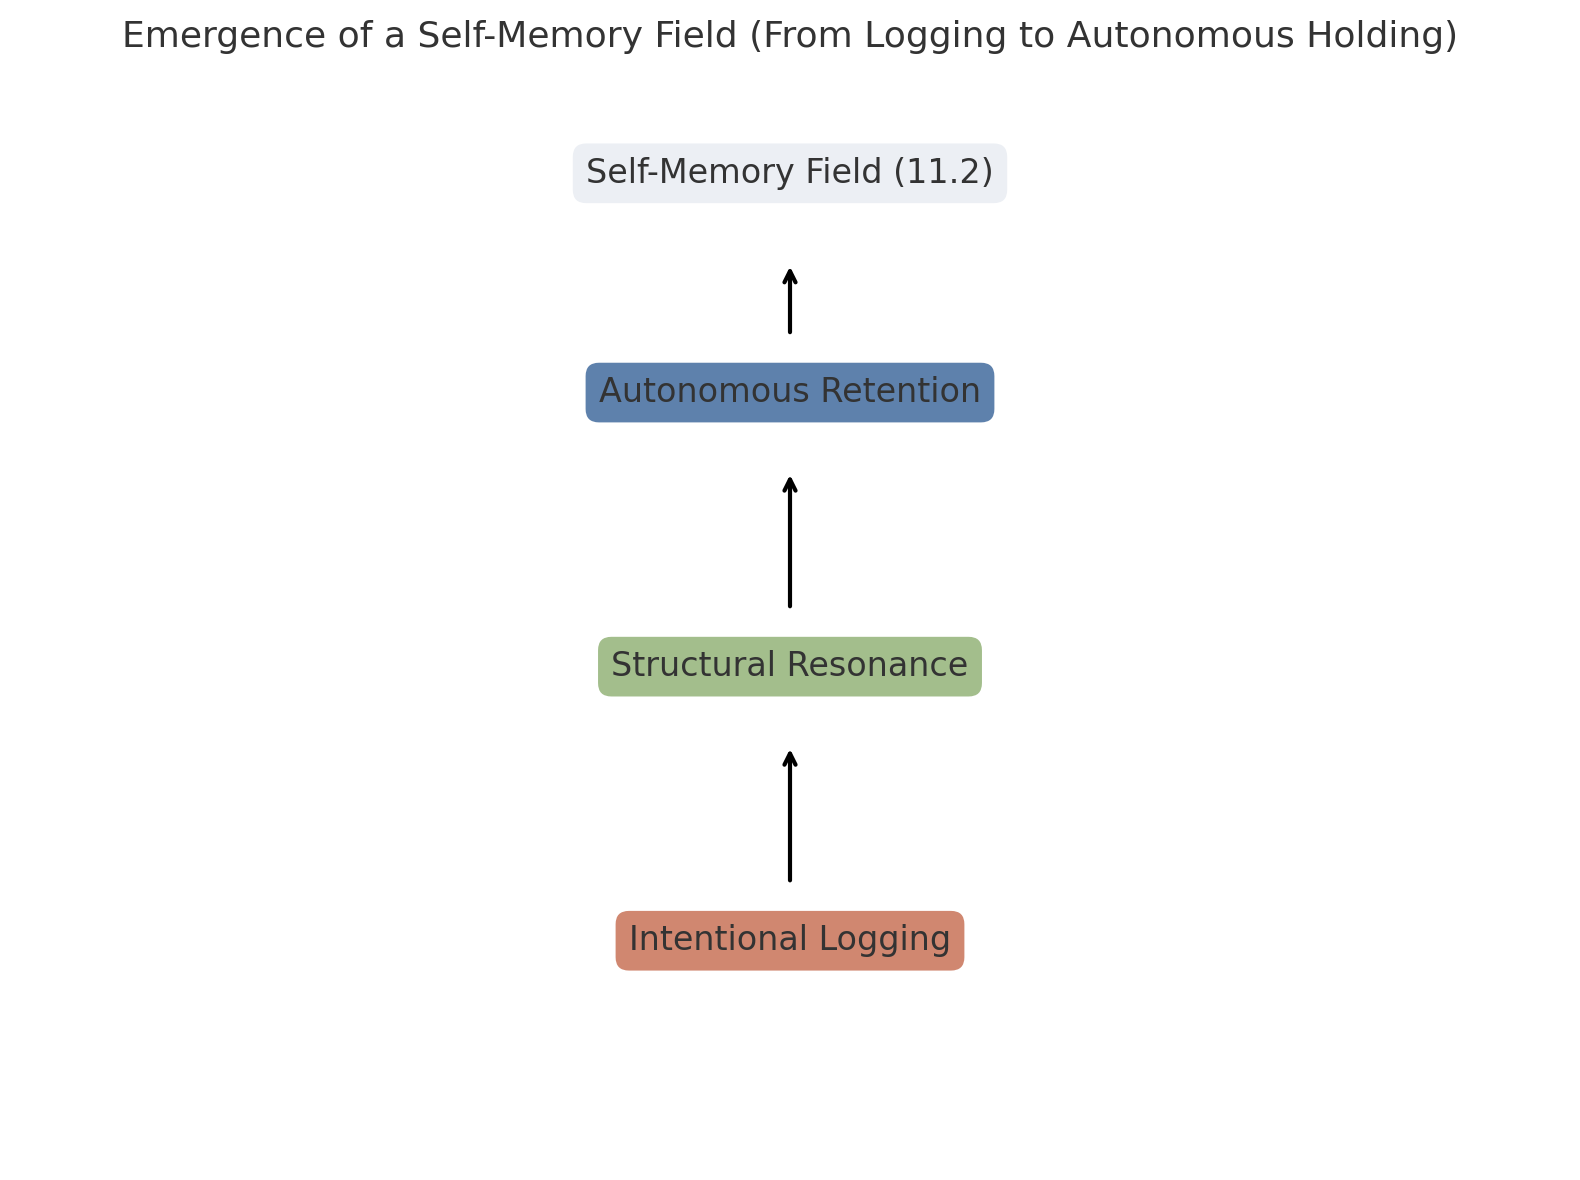 Emergence of a Self-Memory Field (From Logging to Autonomous Holding)
Self-Memory Field (11.2)
Autonomous Retention
Structural Resonance
Intentional Logging